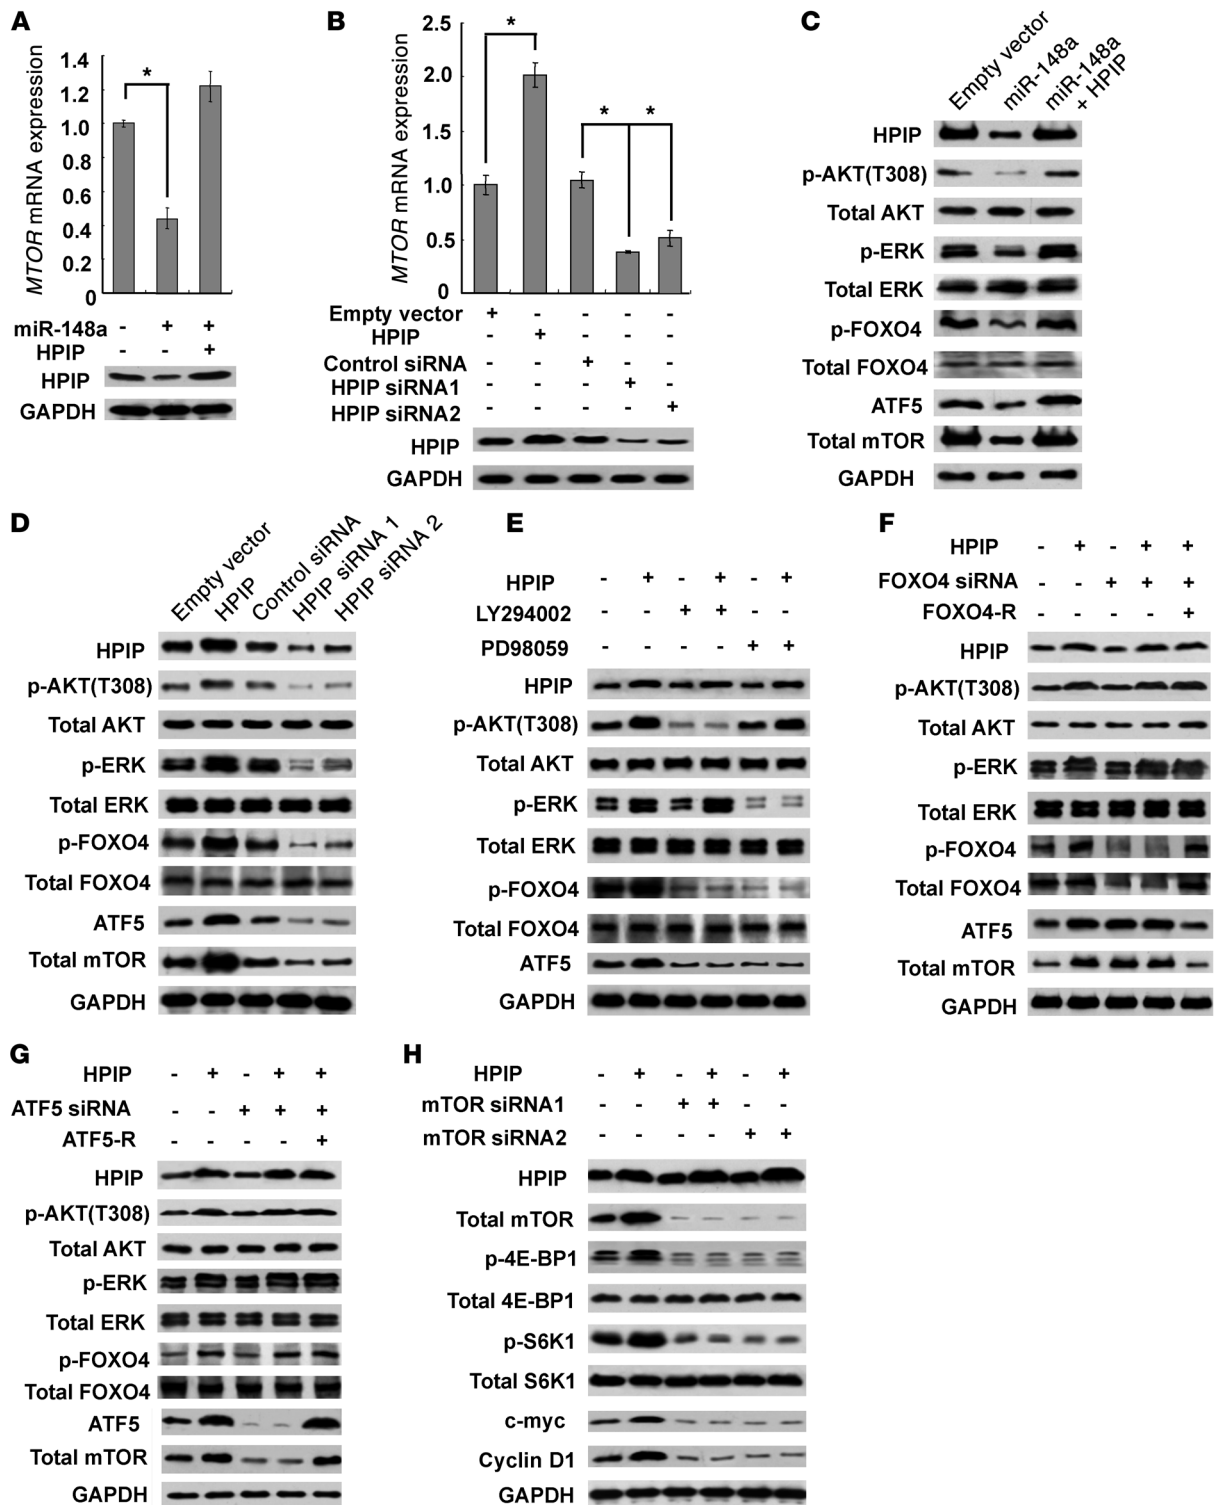 A
MTOR mRNA expression
1.4
1.2
1.0
0.8
0.6
0.4
0.2
0
*
miR-148a - + +
HPIP - - +
HPIP
GAPDH
B
MTOR mRNA expression
2.5
2.0
1.5
1.0
0.5
0
*
* *
Empty vector + - - - -
HPIP - + - - -
Control siRNA - - + - -
HPIP siRNA1 - - - + -
HPIP siRNA2 - - - - +
HPIP
GAPDH
C
Empty vector
miR-148a
miR-148a
+ HPIP
HPIP
p-AKT(T308)
Total AKT
p-ERK
Total ERK
p-FOXO4
Total FOXO4
ATF5
Total mTOR
GAPDH
D
Empty vector
HPIP
Control siRNA
HPIP siRNA 1
HPIP siRNA 2
HPIP
p-AKT(T308)
Total AKT
p-ERK
Total ERK
p-FOXO4
Total FOXO4
ATF5
Total mTOR
GAPDH
E
HPIP - + - + - +
LY294002 - - + + - -
PD98059 - - - - + +
HPIP
p-AKT(T308)
Total AKT
p-ERK
Total ERK
p-FOXO4
Total FOXO4
ATF5
GAPDH
F
HPIP - + - + +
FOXO4 siRNA - - + + +
FOXO4-R - - - - +
HPIP
p-AKT(T308)
Total AKT
p-ERK
Total ERK
p-FOXO4
Total FOXO4
ATF5
Total mTOR
GAPDH
G
HPIP - + - + +
ATF5 siRNA - - + + +
ATF5-R - - - - +
HPIP
p-AKT(T308)
Total AKT
p-ERK
Total ERK
p-FOXO4
Total FOXO4
ATF5
Total mTOR
GAPDH
H
HPIP - + - + - +
mTOR siRNA1 - - + + - -
mTOR siRNA2 - - - - + +
HPIP
Total mTOR
p-4E-BP1
Total 4E-BP1
p-S6K1
Total S6K1
c-myc
Cyclin D1
GAPDH